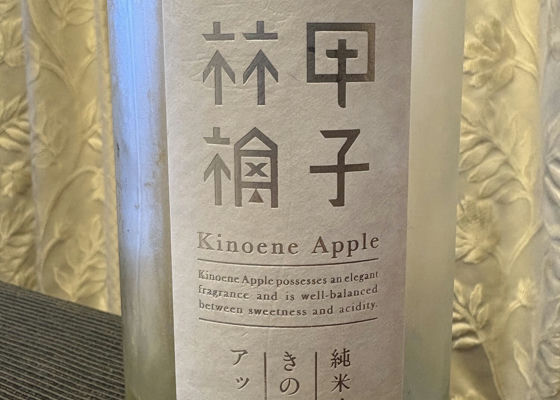 甲子
林檎
Kinoene Apple
Kinoene Apple possesses an elegant
fragrance and is well-balanced
between sweetness and acidity.
純米
きの
アッ